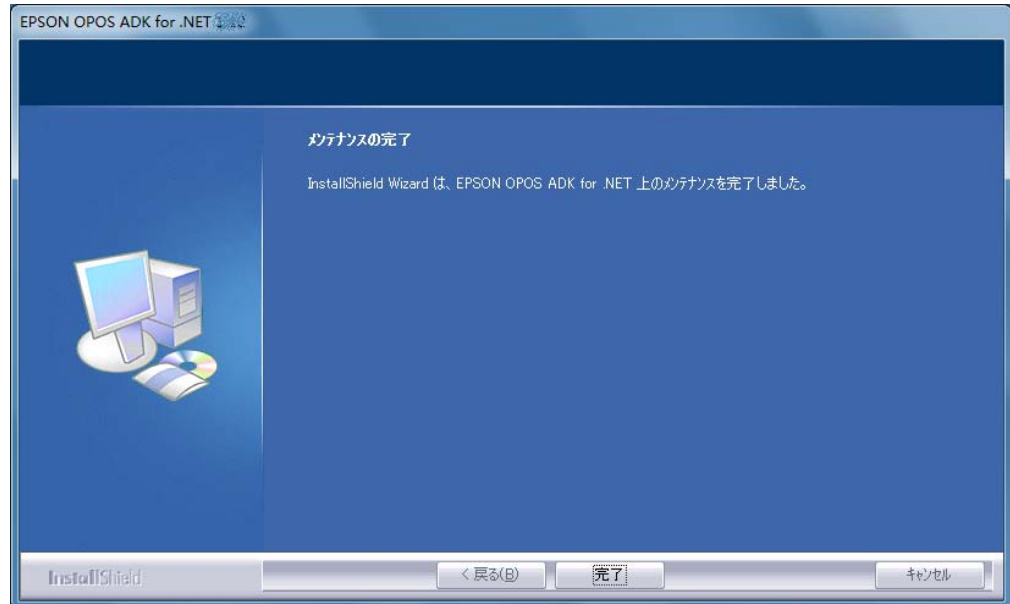 EPSON OPOS ADK for .NET
メンテナンスの完了
InstallShield Wizard は、EPSON OPOS ADK for .NET 上のメンテナンスを完了しました。
InstallShield
< 戻る(B)
完了
キャンセル